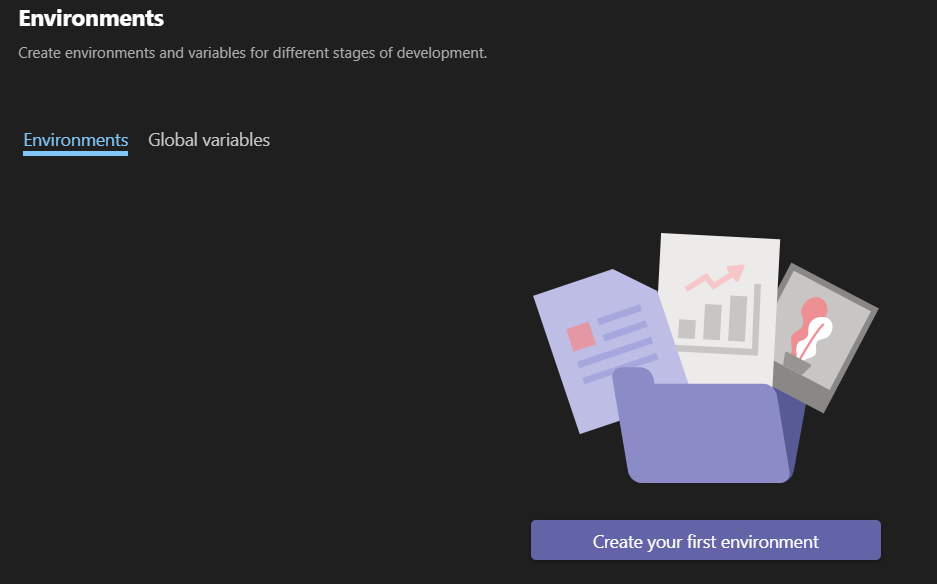 Environments
Create environments and variables for different stages of development.
Environments
Global variables
Create your first environment